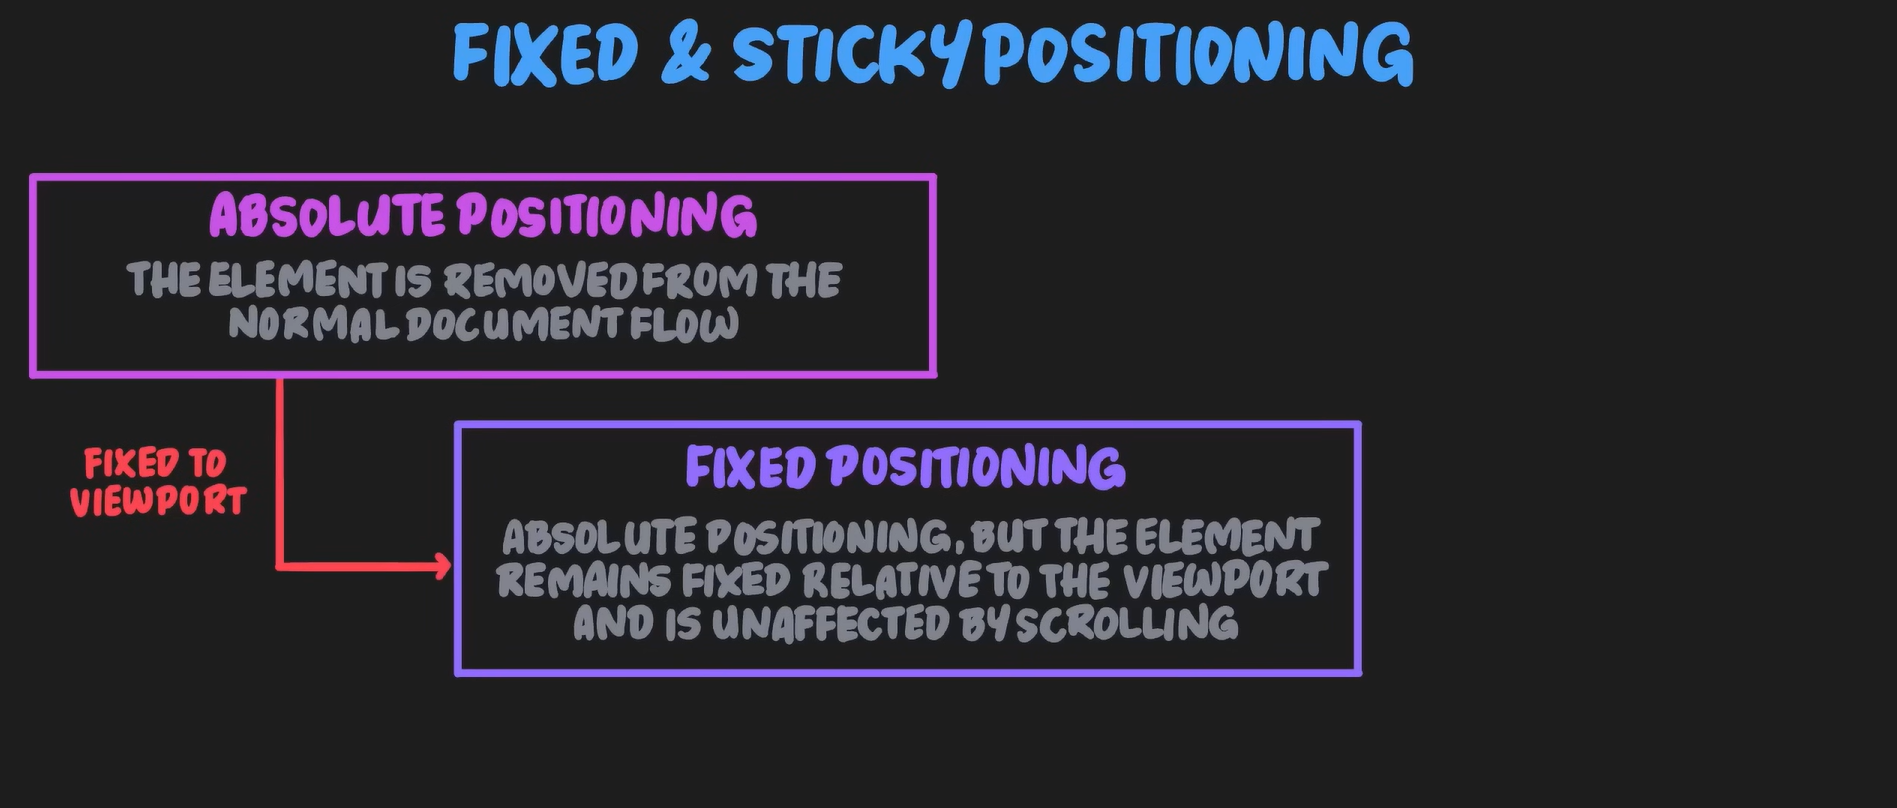 FIXED & STICKY POSITIONING
ABSOLUTE POSITIONING
THE ELEMENT IS REMOVED FROM THE
NORMAL DOCUMENT FLOW
FIXED TO
VIEWPORT
FIXED POSITIONING
ABSOLUTE POSITIONING, BUT THE ELEMENT
REMAINS FIXED RELATIVE TO THE VIEWPORT
AND IS UNAFFECTED BY SCROLLING